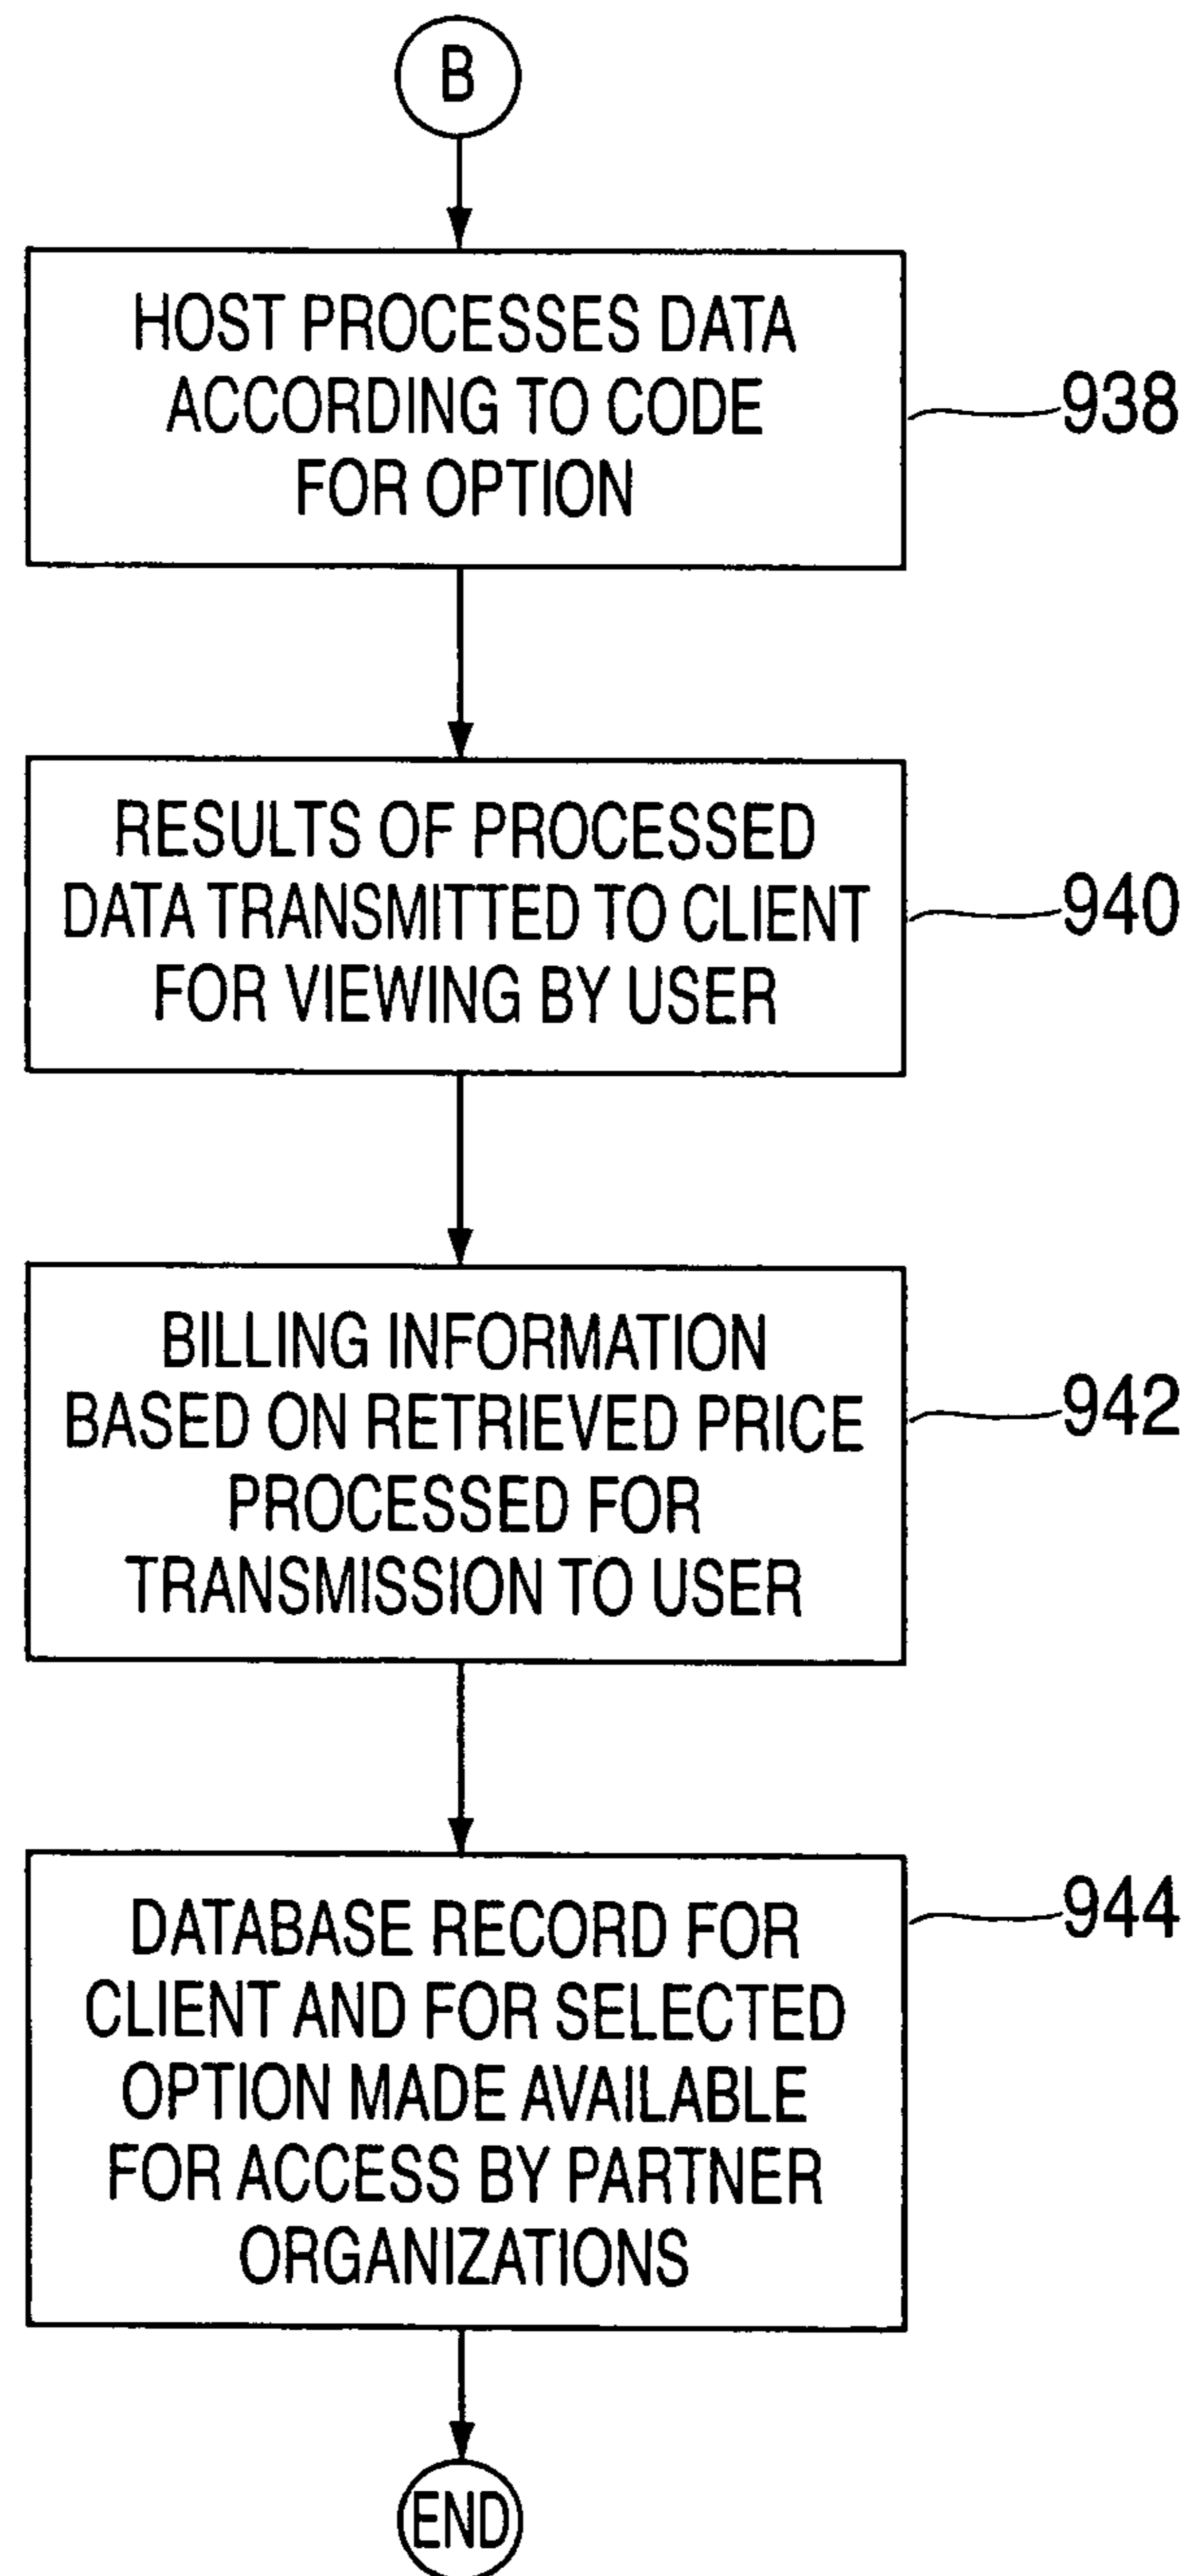 B
HOST PROCESSES DATA
ACCORDING TO CODE
FOR OPTION
938
RESULTS OF PROCESSED
DATA TRANSMITTED TO CLIENT
FOR VIEWING BY USER
940
BILLING INFORMATION
BASED ON RETRIEVED PRICE
PROCESSED FOR
TRANSMISSION TO USER
942
DATABASE RECORD FOR
CLIENT AND FOR SELECTED
OPTION MADE AVAILABLE
FOR ACCESS BY PARTNER
ORGANIZATIONS
944
END